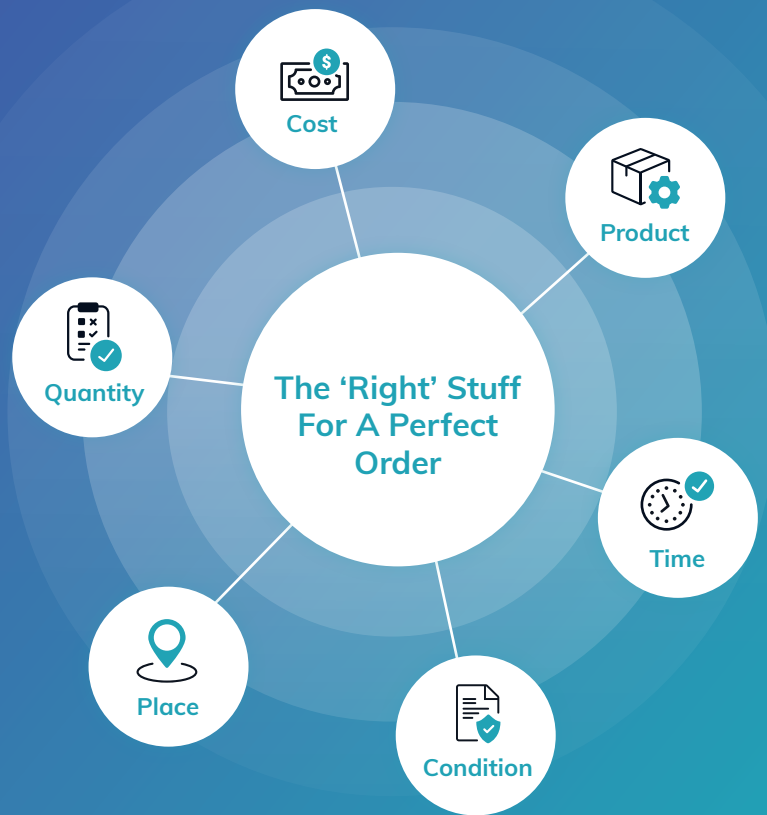 $
Cost
Product
Quantity
The ‘Right’ Stuff
For A Perfect
Order
Time
Place
Condition